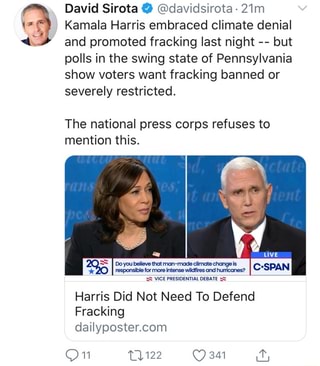 David Sirota @davidsirota · 21m
Kamala Harris embraced climate denial
and promoted fracking last night -- but
polls in the swing state of Pennsylvania
show voters want fracking banned or
severely restricted.
The national press corps refuses to
mention this.
LIVE
2020
Do you believe that man-made climate change is
responsible for more intense wildfires and hurricanes?
C-SPAN
VICE PRESIDENTIAL DEBATE
Harris Did Not Need To Defend
Fracking
dailyposter.com
11 122 341